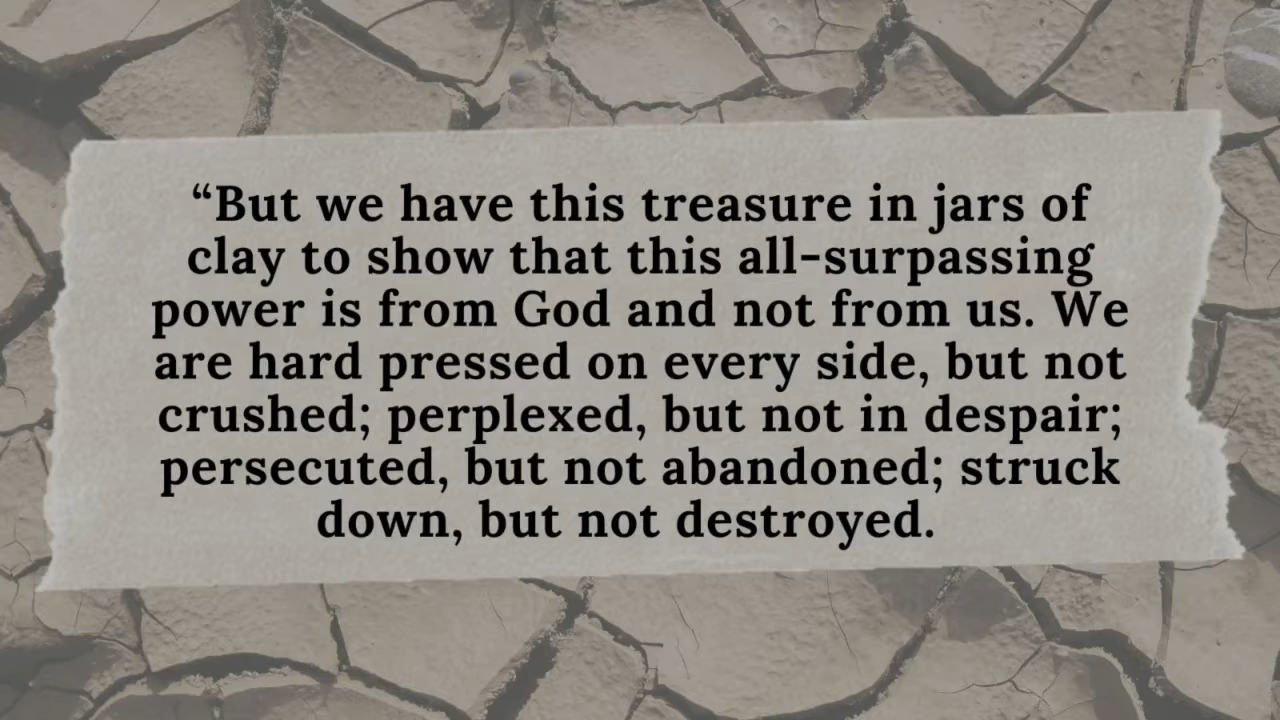 “But we have this treasure in jars of
clay to show that this all-surpassing
power is from God and not from us. We
are hard pressed on every side, but not
crushed; perplexed, but not in despair;
persecuted, but not abandoned; struck
down, but not destroyed.